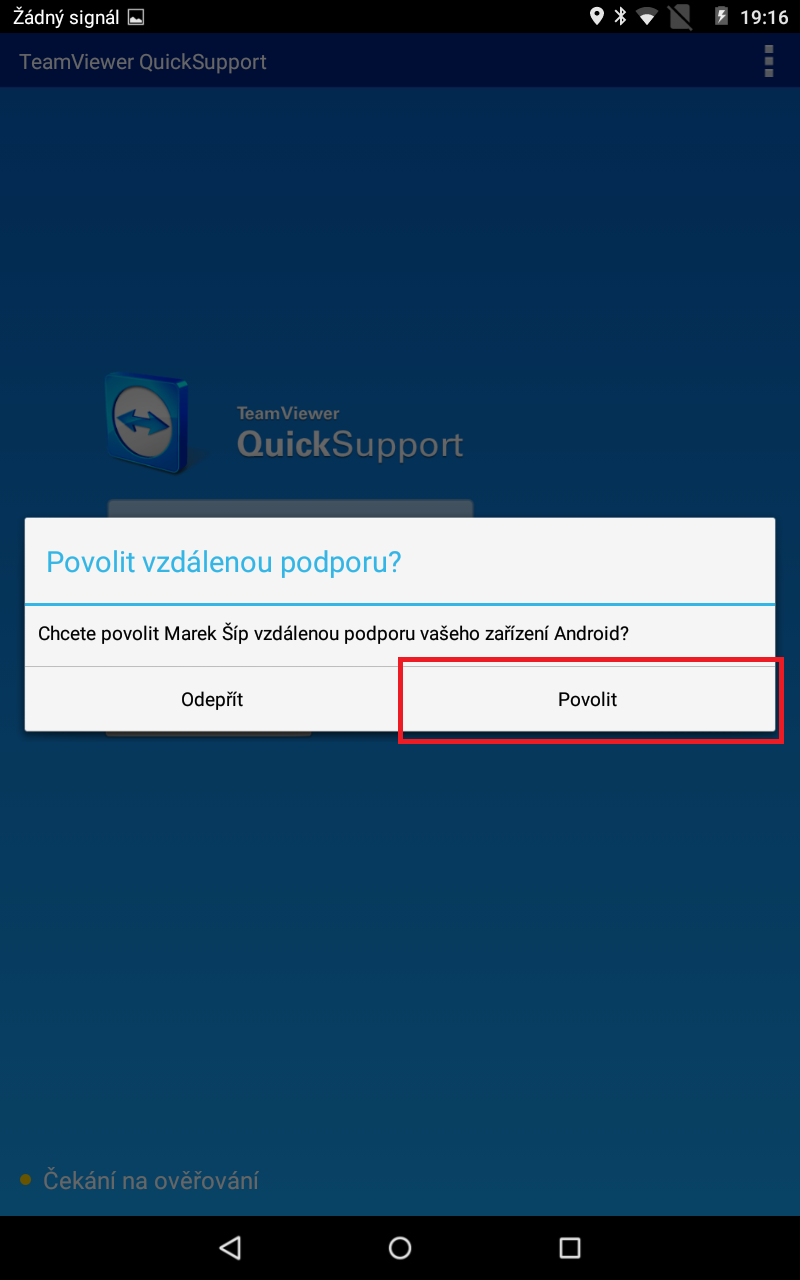 Žádný signál 19:16
TeamViewer QuickSupport
TeamViewer
QuickSupport
Povolit vzdálenou podporu?
Chcete povolit Marek Šíp vzdálenou podporu vašeho zařízení Android?
Odepřít Povolit
Čekání na ověřování